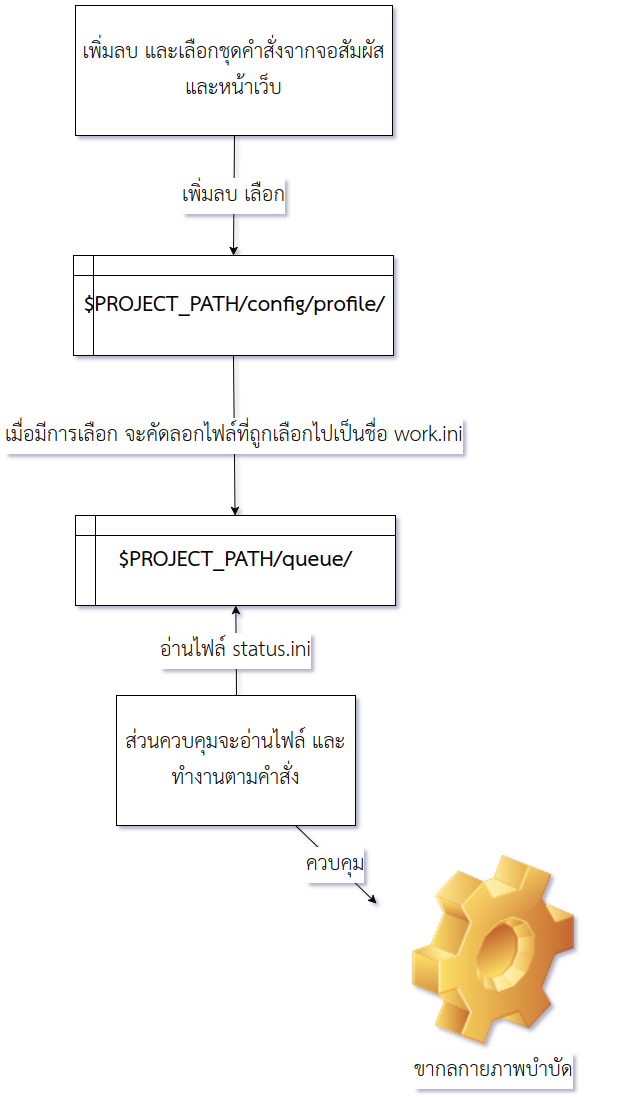 เพิ่มลบ และเลือกชุดคำสั่งจากจอสัมผัส
และหน้าเว็บ
เพิ่มลบ เลือก
$PROJECT_PATH/config/profile/
เมื่อมีการเลือก จะคัดลอกไฟล์ที่ถูกเลือกไปเป็นชื่อ work.ini
$PROJECT_PATH/queue/
อ่านไฟล์ status.ini
ส่วนควบคุมจะอ่านไฟล์ และ
ทำงานตามคำสั่ง
ควบคุม
ขากลกายภาพบำบัด